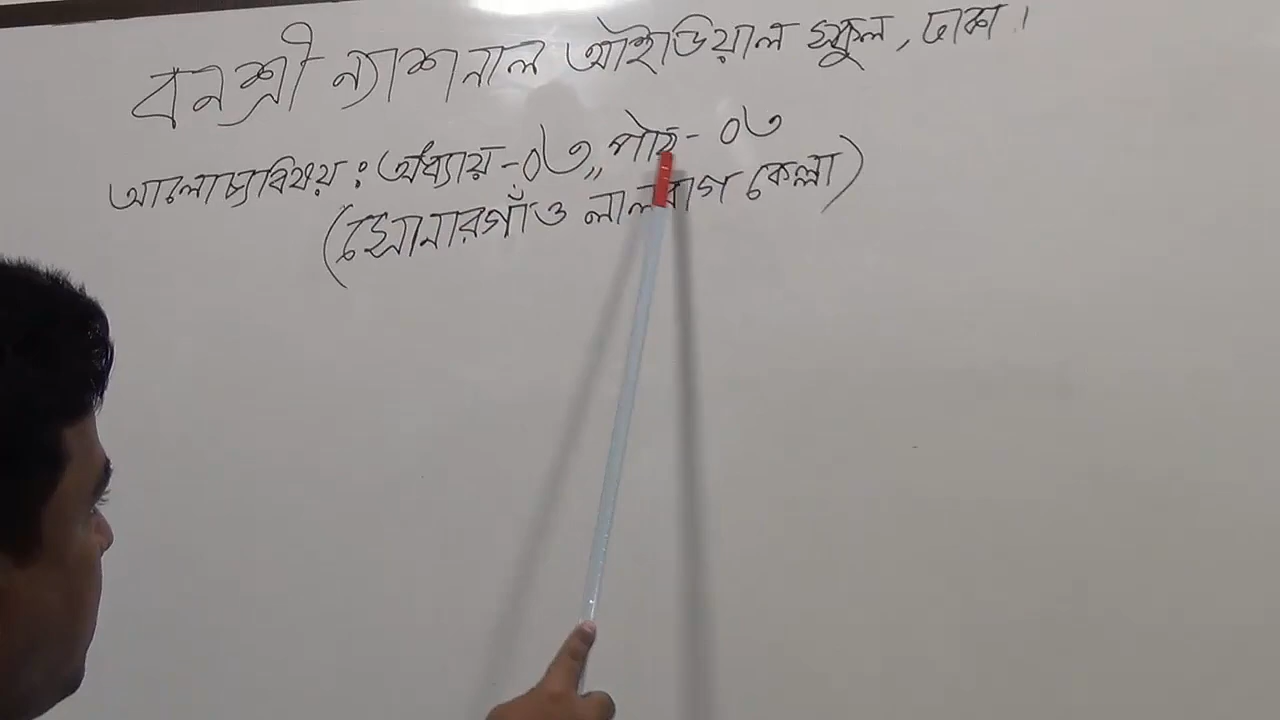 বনশ্রী ন্যাশনাল আইডিয়াল স্কুল, ঢাকা।
আলোচ্যবিষয়: অধ্যায়-০৩,, পাঠ-০৩
(সোনারগাঁও লালবাগ কেল্লা)